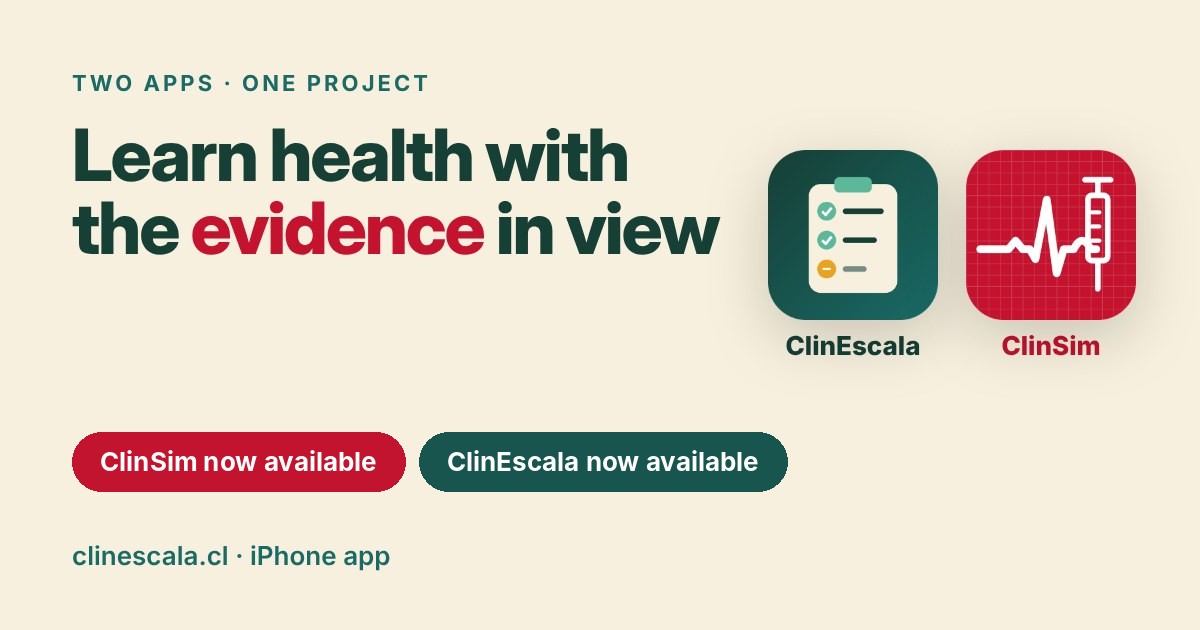 TWO APPS · ONE PROJECT
Learn health with
the evidence in view
ClinEscala
ClinSim
ClinSim now available
ClinEscala now available
clinescala.cl · iPhone app